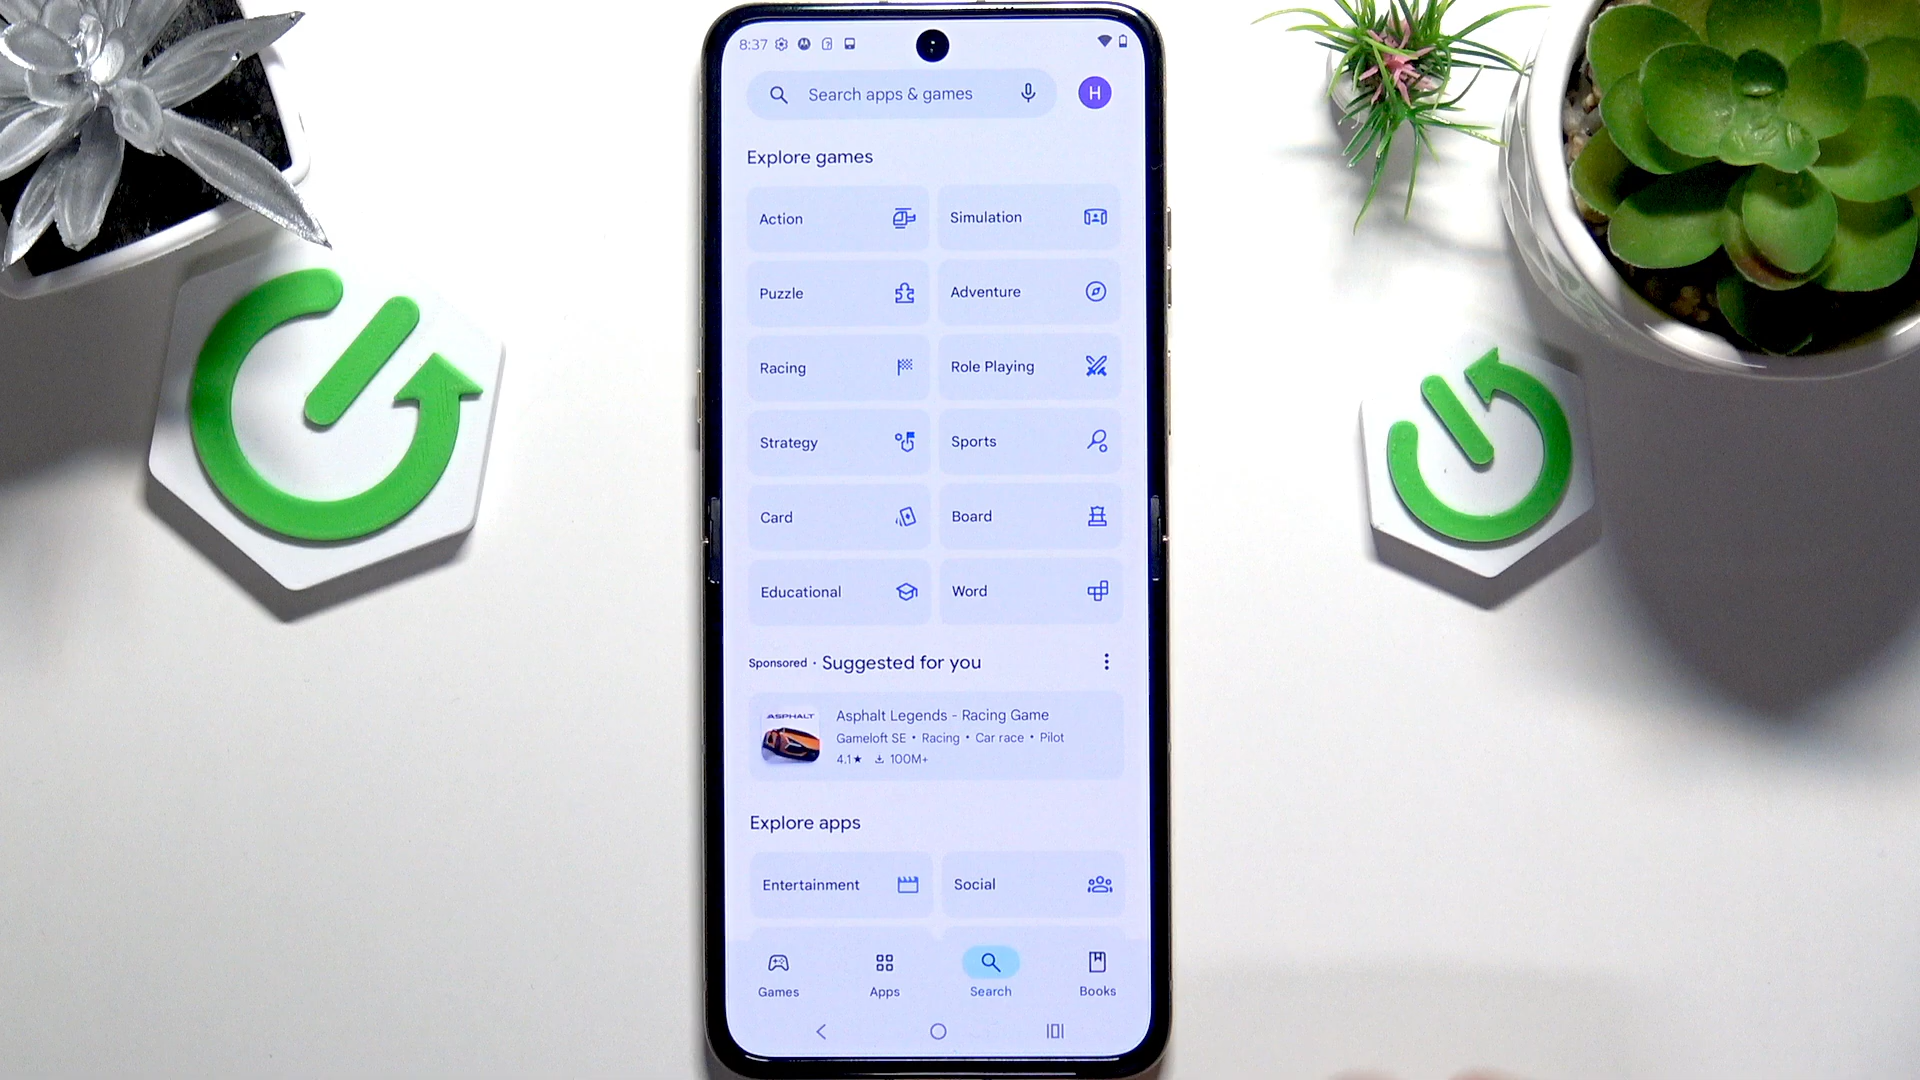 8:37
Search apps & games
H
Explore games
Action
Simulation
Puzzle
Adventure
Racing
Role Playing
Strategy
Sports
Card
Board
Educational
Word
Sponsored · Suggested for you
ASPHALT
Asphalt Legends - Racing Game
Gameloft SE • Racing • Car race • Pilot
4.1★ 100M+
Explore apps
Entertainment
Social
Games
Apps
Search
Books